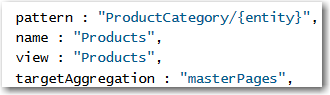 pattern : "ProductCategory/{entity}",
name : "Products",
view : "Products",
targetAggregation : "masterPages",